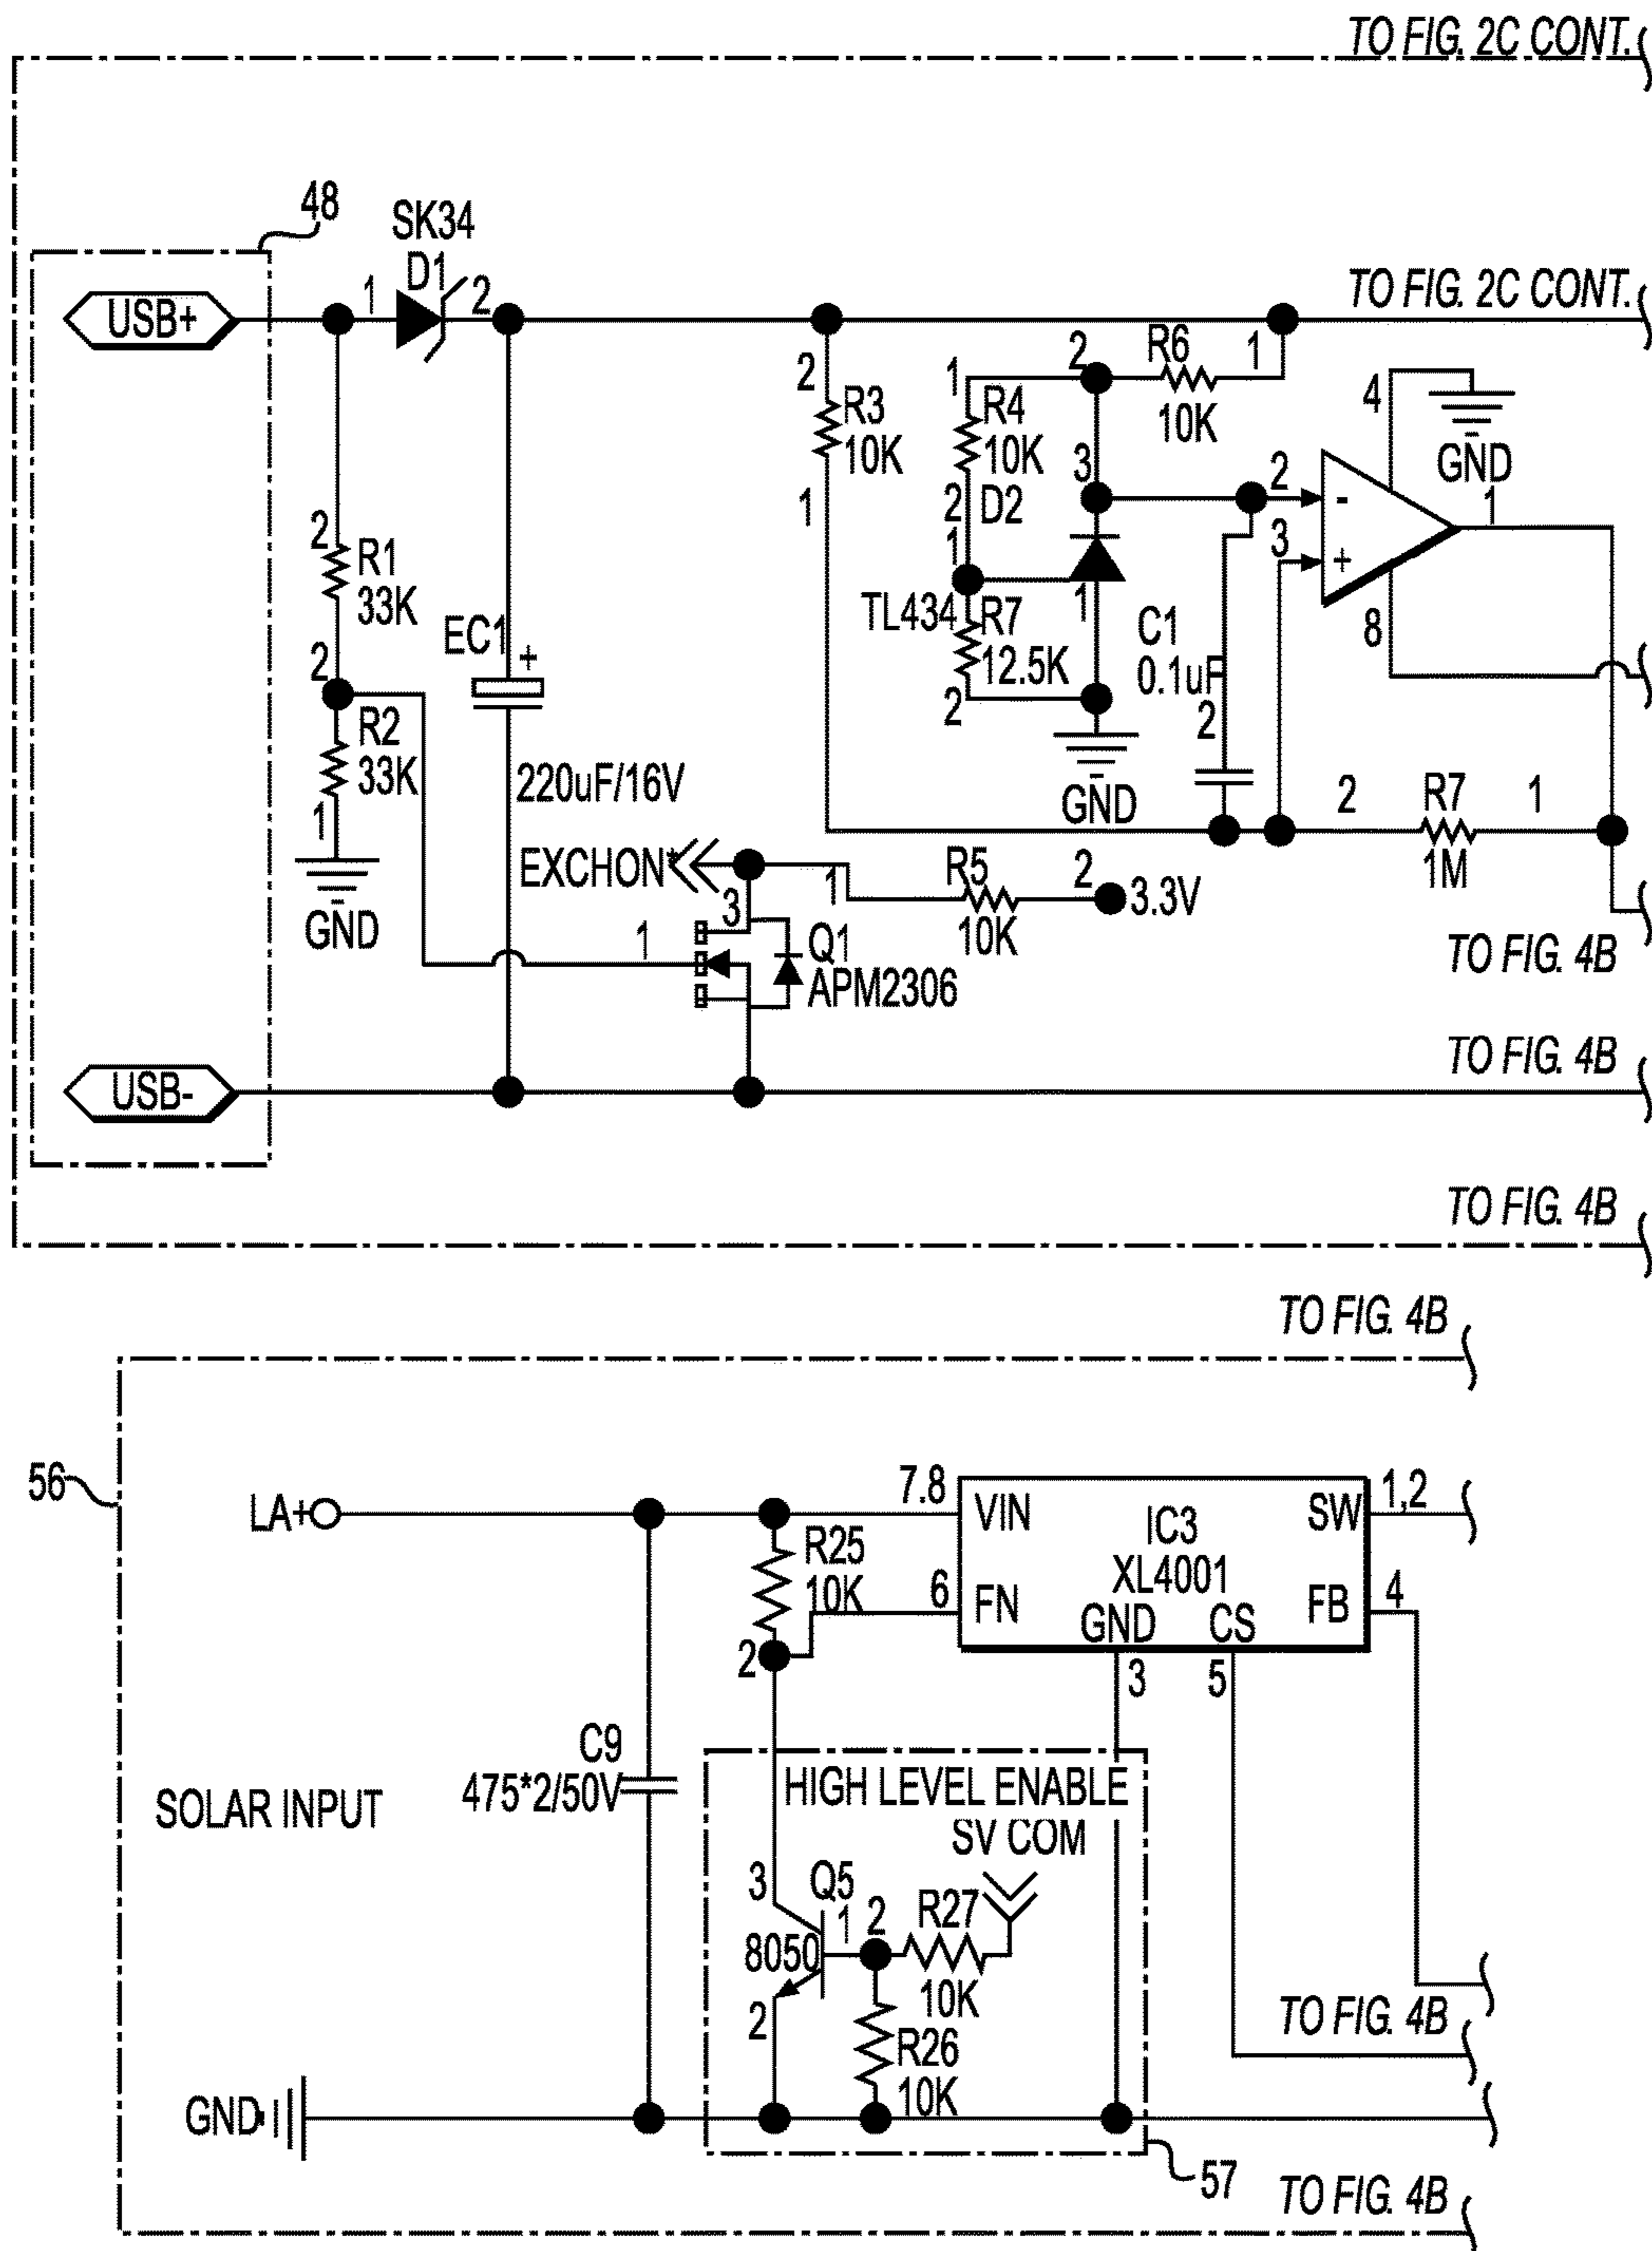 TO FIG. 2C CONT.
48
SK34
D1
1
2
USB+
TO FIG. 2C CONT.
2
R3
10K
1
1
R4
10K
2
D2
1
2
R6
1
10K
3
4
GND
2
-
3
+
1
8
2
R1
33K
2
R2
33K
1
GND
EC1
+
220uF/16V
TL434
R7
12.5K
2
1
GND
C1
0.1uF
2
2
R7
1
1M
EXCHON*
3
1
R5
10K
2
3.3V
1
Q1
APM2306
TO FIG. 4B
TO FIG. 4B
USB-
TO FIG. 4B
TO FIG. 4B
56
LA+
7.8
VIN
IC3
XL4001
SW
1,2
R25
10K
6
FN
GND
CS
FB
4
2
3
5
C9
475*2/50V
SOLAR INPUT
HIGH LEVEL ENABLE
SV COM
3
Q5
1
2
R27
8050
10K
2
R26
10K
TO FIG. 4B
GND
57
TO FIG. 4B